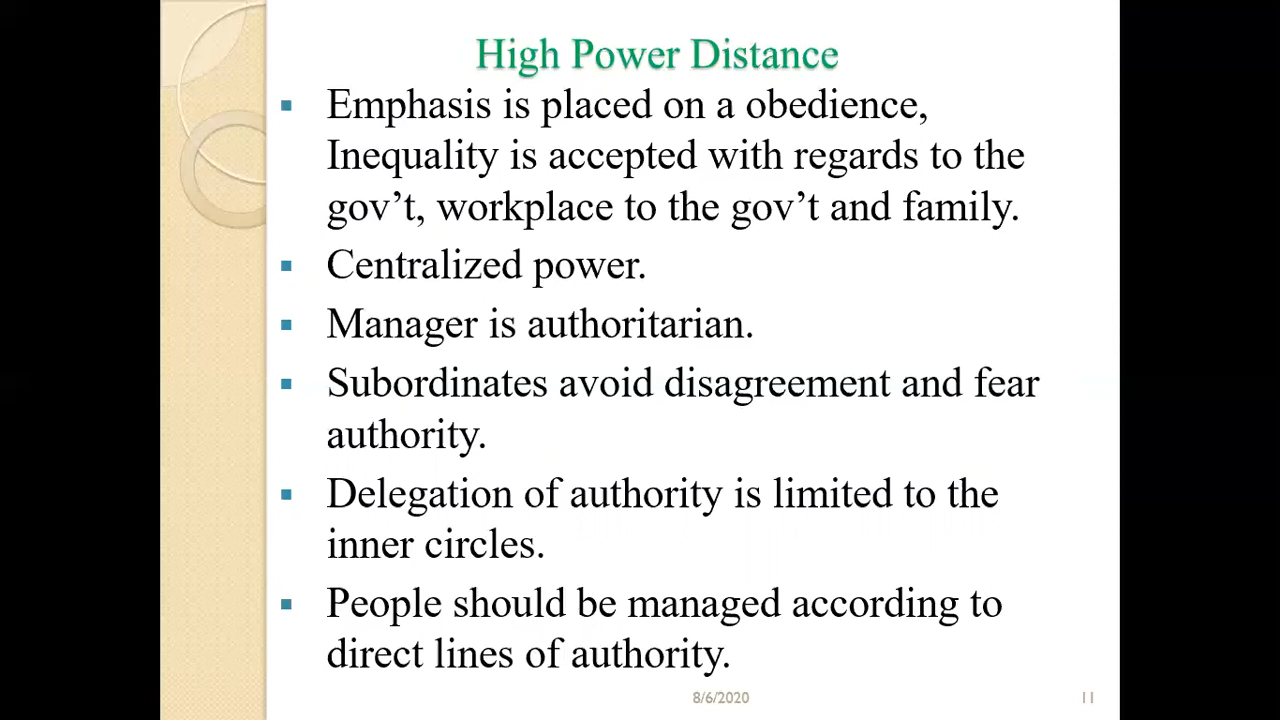 High Power Distance
▪ Emphasis is placed on a obedience,
Inequality is accepted with regards to the
gov’t, workplace to the gov’t and family.
▪ Centralized power.
▪ Manager is authoritarian.
▪ Subordinates avoid disagreement and fear
authority.
▪ Delegation of authority is limited to the
inner circles.
▪ People should be managed according to
direct lines of authority.
8/6/2020
11